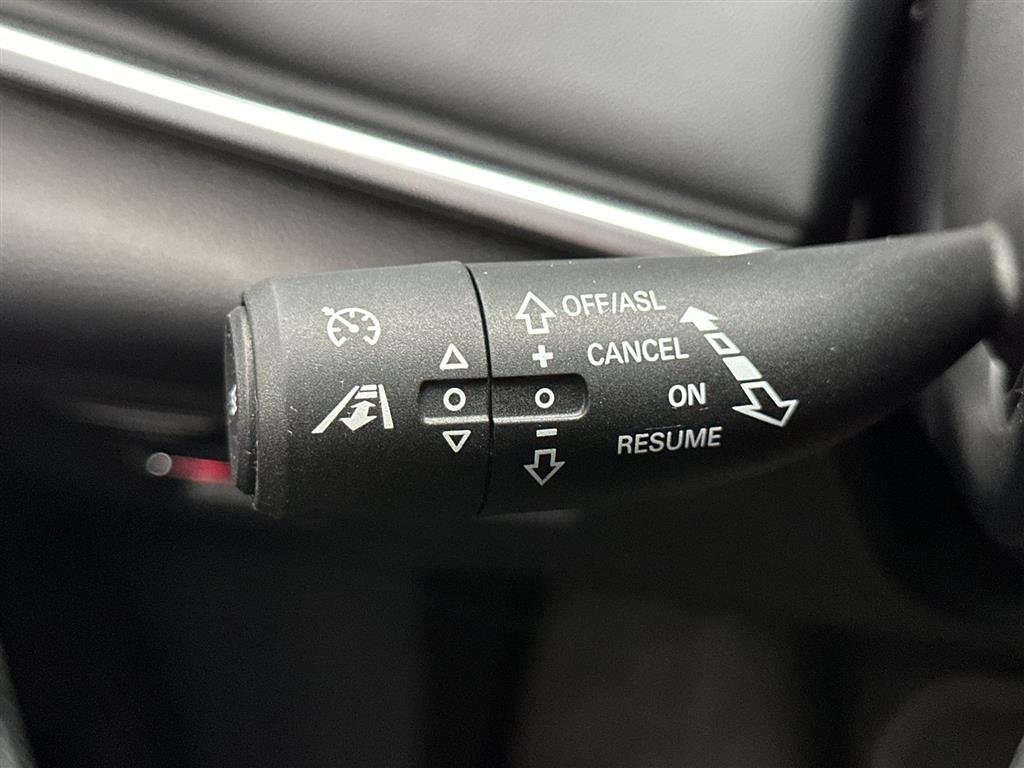 OFF/ASL
+
CANCEL
ON
-
RESUME